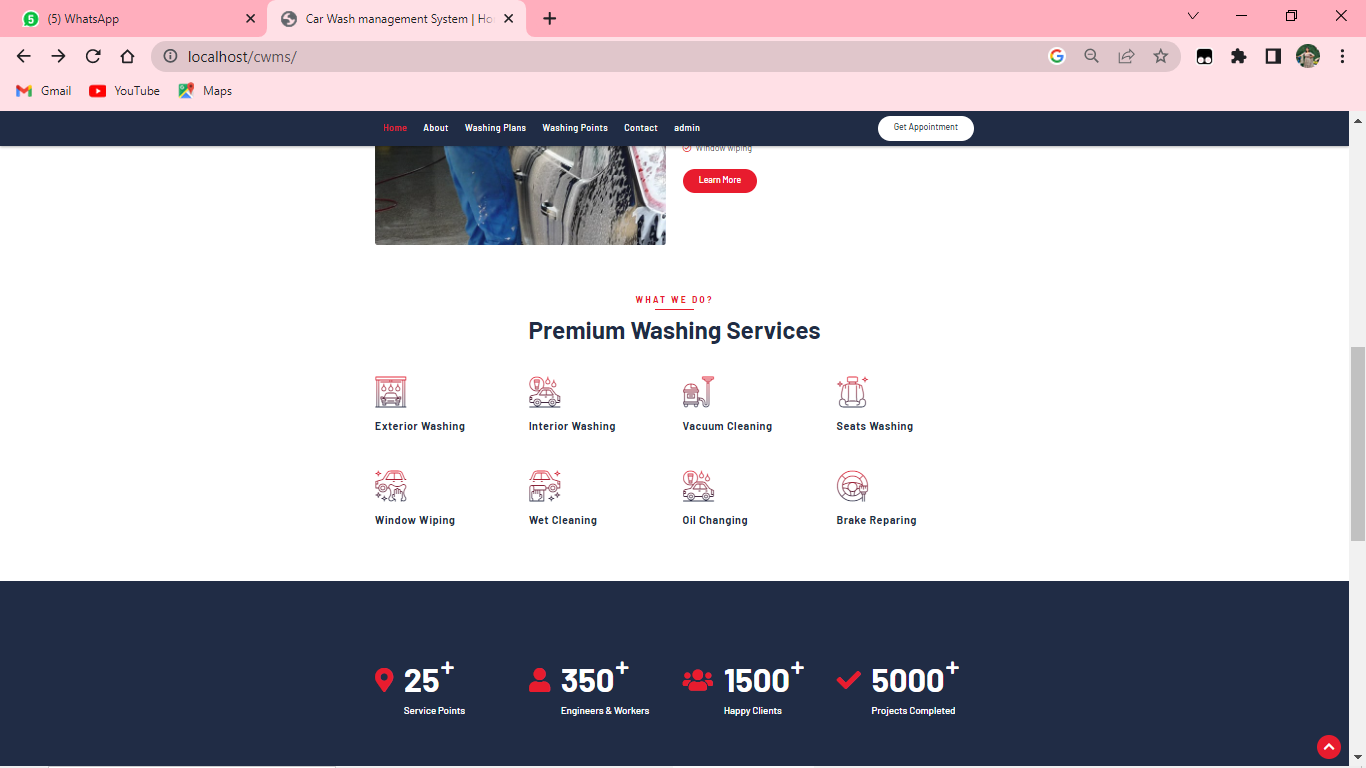 5 (5) WhatsApp
Car Wash management System | Ho
localhost/cwms/
Gmail YouTube Maps
Home About Washing Plans Washing Points Contact admin Get Appointment
Window wiping
Learn More
WHAT WE DO?
Premium Washing Services
Exterior Washing Interior Washing Vacuum Cleaning Seats Washing
Window Wiping Wet Cleaning Oil Changing Brake Reparing
25+ 350+ 1500+ 5000+
Service Points Engineers & Workers Happy Clients Projects Completed